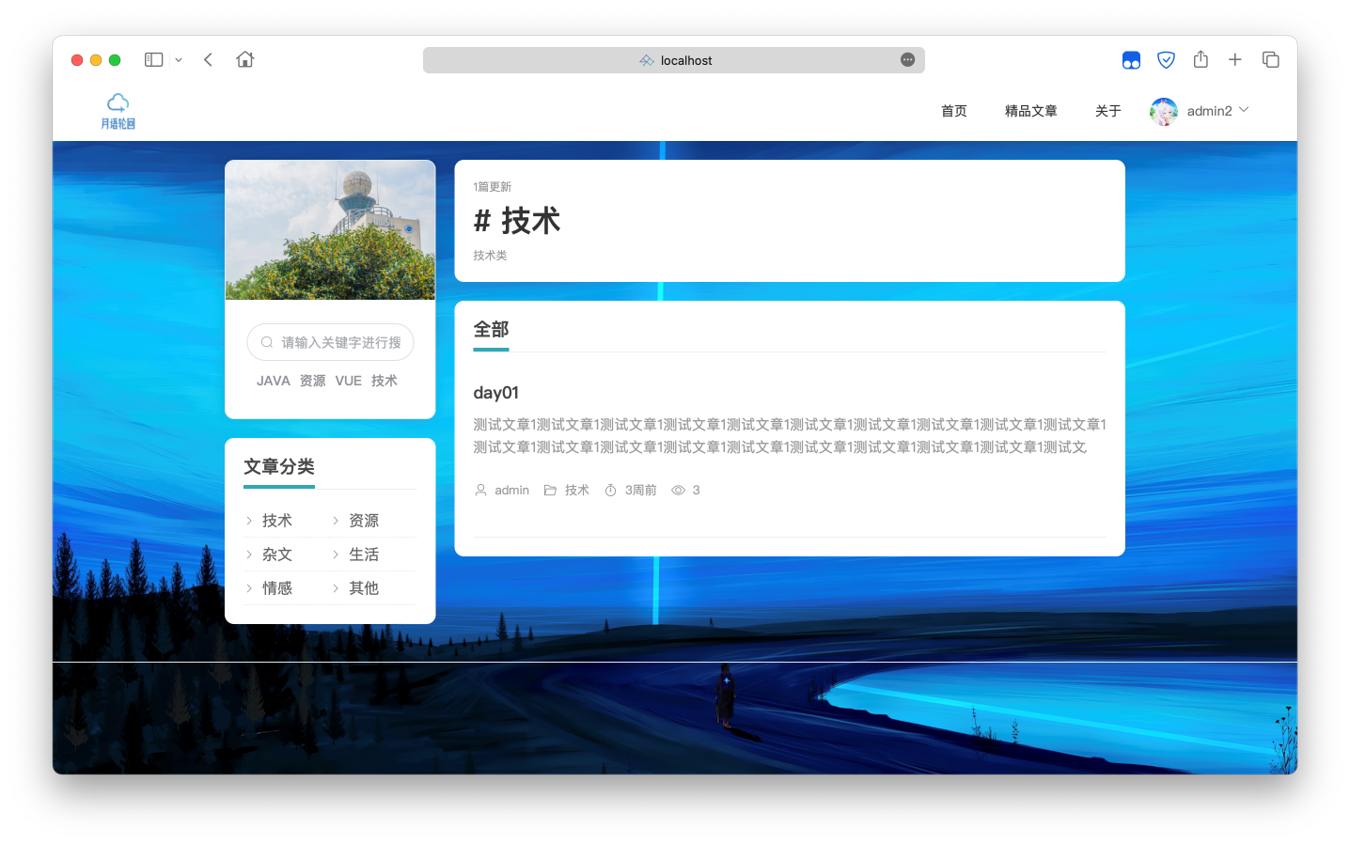 localhost
月语轮回
首页 精品文章 关于 admin2
1篇更新
# 技术
技术类
请输入关键字进行搜
JAVA 资源 VUE 技术
文章分类
技术 资源
杂文 生活
情感 其他
全部
day01
测试文章1测试文章1测试文章1测试文章1测试文章1测试文章1测试文章1测试文章1测试文章1测试文章1
测试文章1测试文章1测试文章1测试文章1测试文章1测试文章1测试文章1测试文章1测试文章1测试文
admin 技术 3周前 3